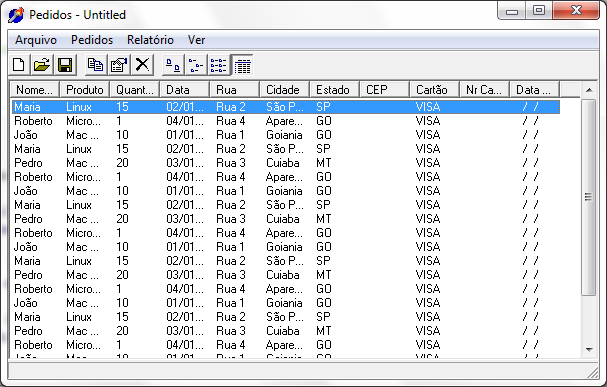 Pedidos - Untitled
Arquivo Pedidos Relatório Ver
Nome... Produto Quant... Data Rua Cidade Estado CEP Cartão Nr Ca... Data ...
Maria Linux 15 02/01... Rua 2 São P... SP VISA / /
Roberto Micro... 1 04/01... Rua 4 Apare... GO VISA / /
João Mac ... 10 01/01... Rua 1 Goiania GO VISA / /
Maria Linux 15 02/01... Rua 2 São P... SP VISA / /
Pedro Mac ... 20 03/01... Rua 3 Cuiaba MT VISA / /
Roberto Micro... 1 04/01... Rua 4 Apare... GO VISA / /
João Mac ... 10 01/01... Rua 1 Goiania GO VISA / /
Maria Linux 15 02/01... Rua 2 São P... SP VISA / /
Pedro Mac ... 20 03/01... Rua 3 Cuiaba MT VISA / /
Roberto Micro... 1 04/01... Rua 4 Apare... GO VISA / /
João Mac ... 10 01/01... Rua 1 Goiania GO VISA / /
Maria Linux 15 02/01... Rua 2 São P... SP VISA / /
Pedro Mac ... 20 03/01... Rua 3 Cuiaba MT VISA / /
Roberto Micro... 1 04/01... Rua 4 Apare... GO VISA / /
João Mac ... 10 01/01... Rua 1 Goiania GO VISA / /
Maria Linux 15 02/01... Rua 2 São P... SP VISA / /
Pedro Mac ... 20 03/01... Rua 3 Cuiaba MT VISA / /
Roberto Micro... 1 04/01... Rua 4 Apare... GO VISA / /
João Mac ... 10 01/01... Rua 1 Goiania GO VISA / /